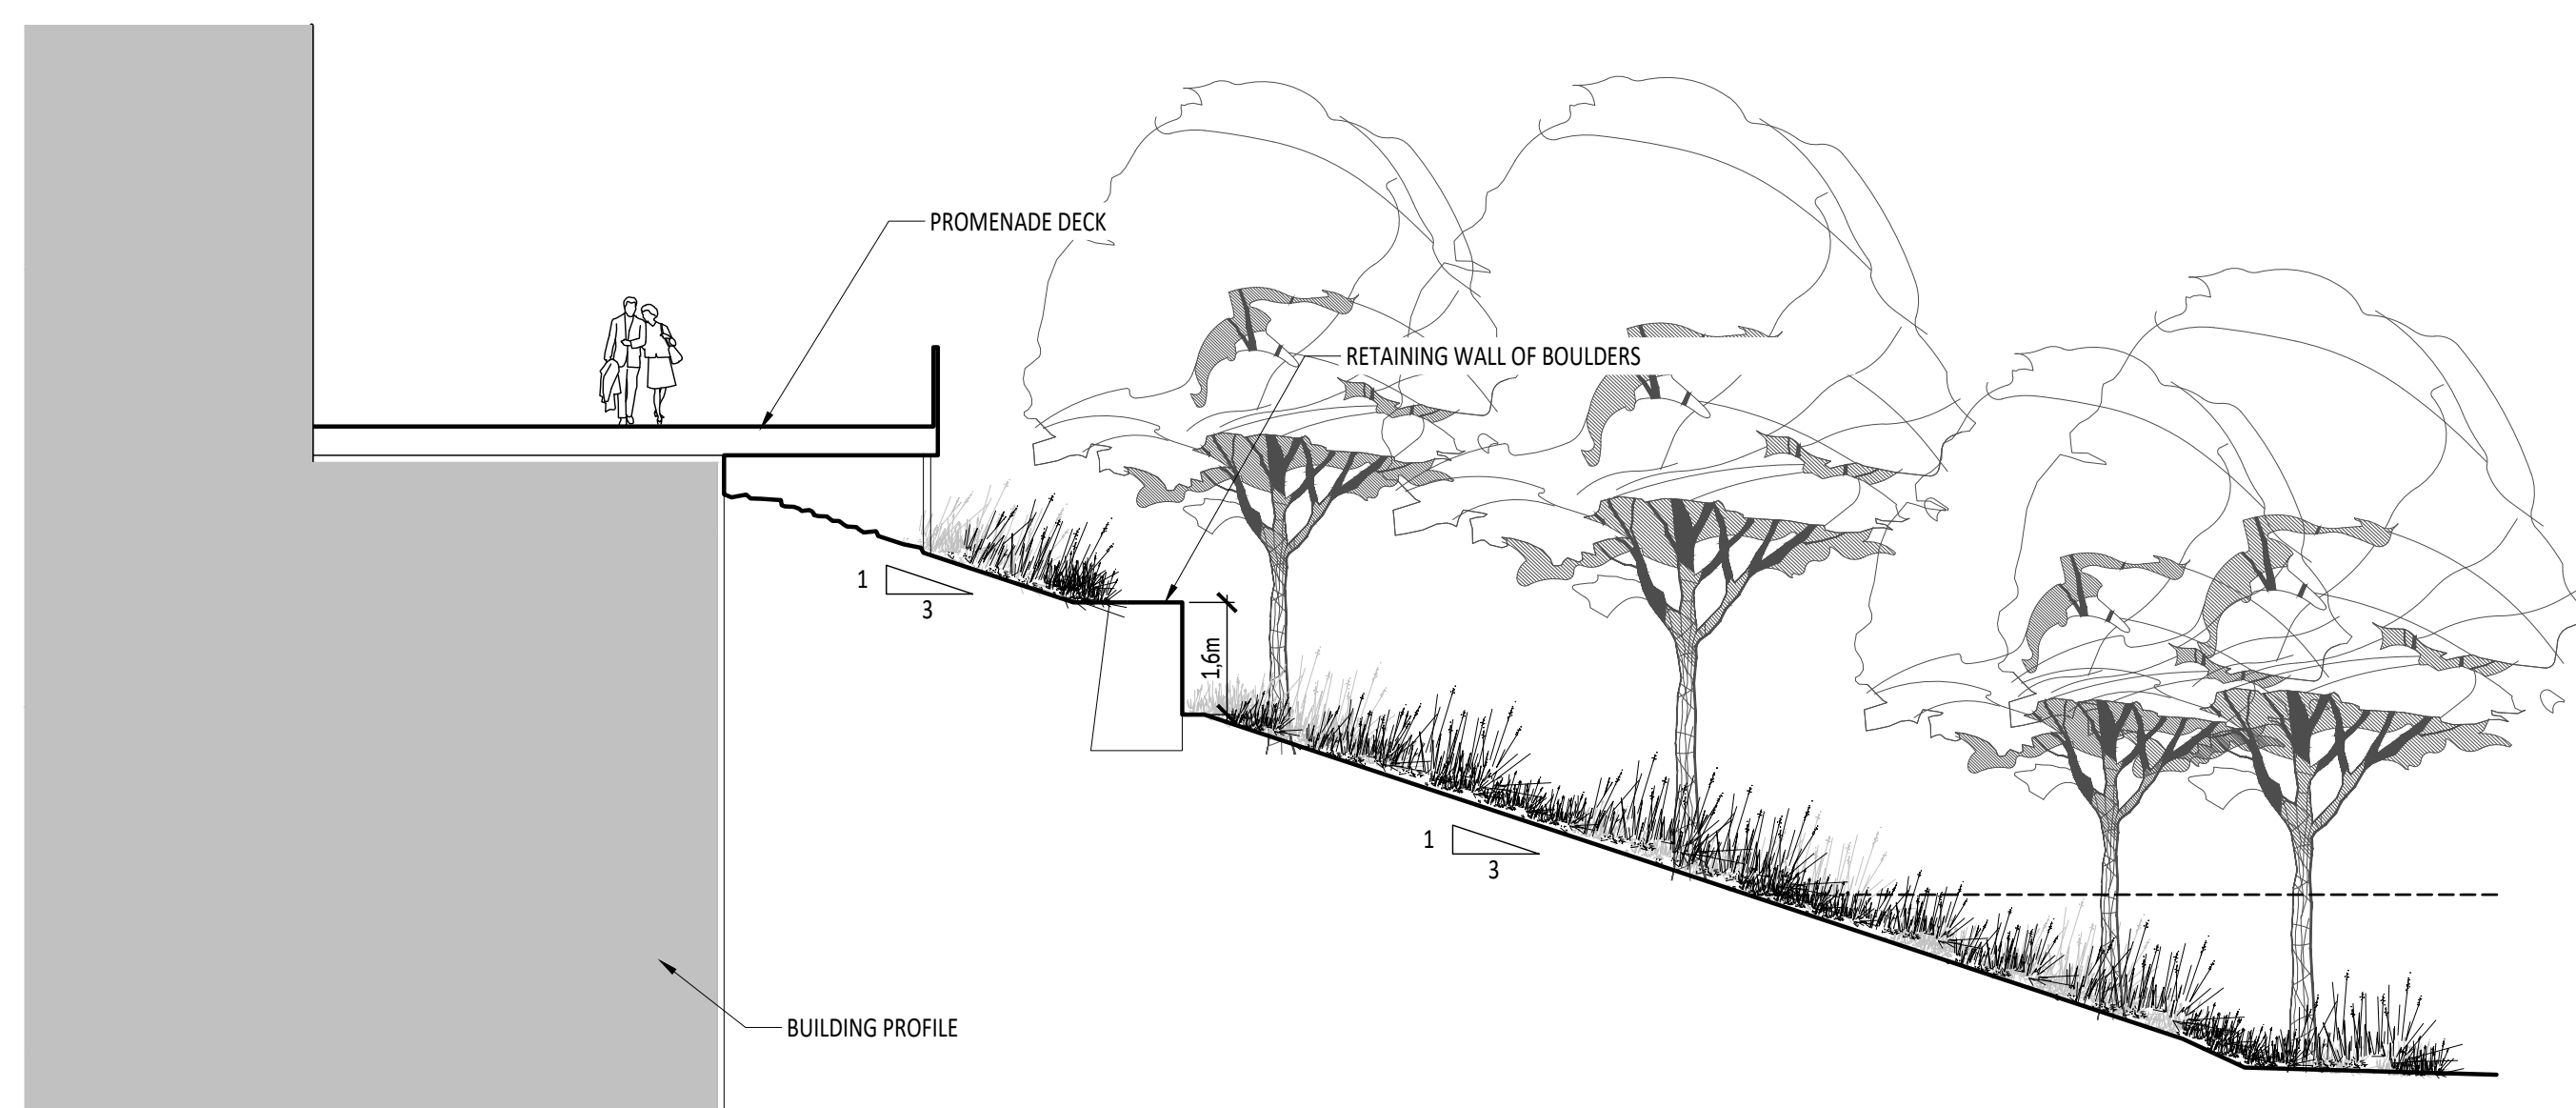 PROMENADE DECK
RETAINING WALL OF BOULDERS
1
3
1,6m
1
3
BUILDING PROFILE